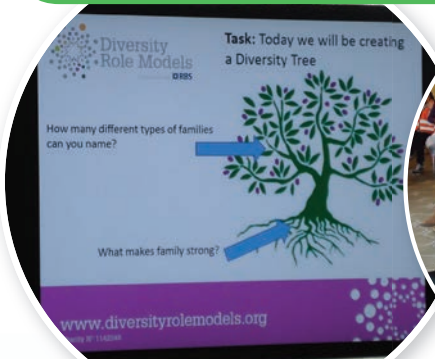 Diversity
Role Models
RBS
Task: Today we will be creating
a Diversity Tree
How many different types of families
can you name?
What makes family strong?
www.diversityrolemodels.org